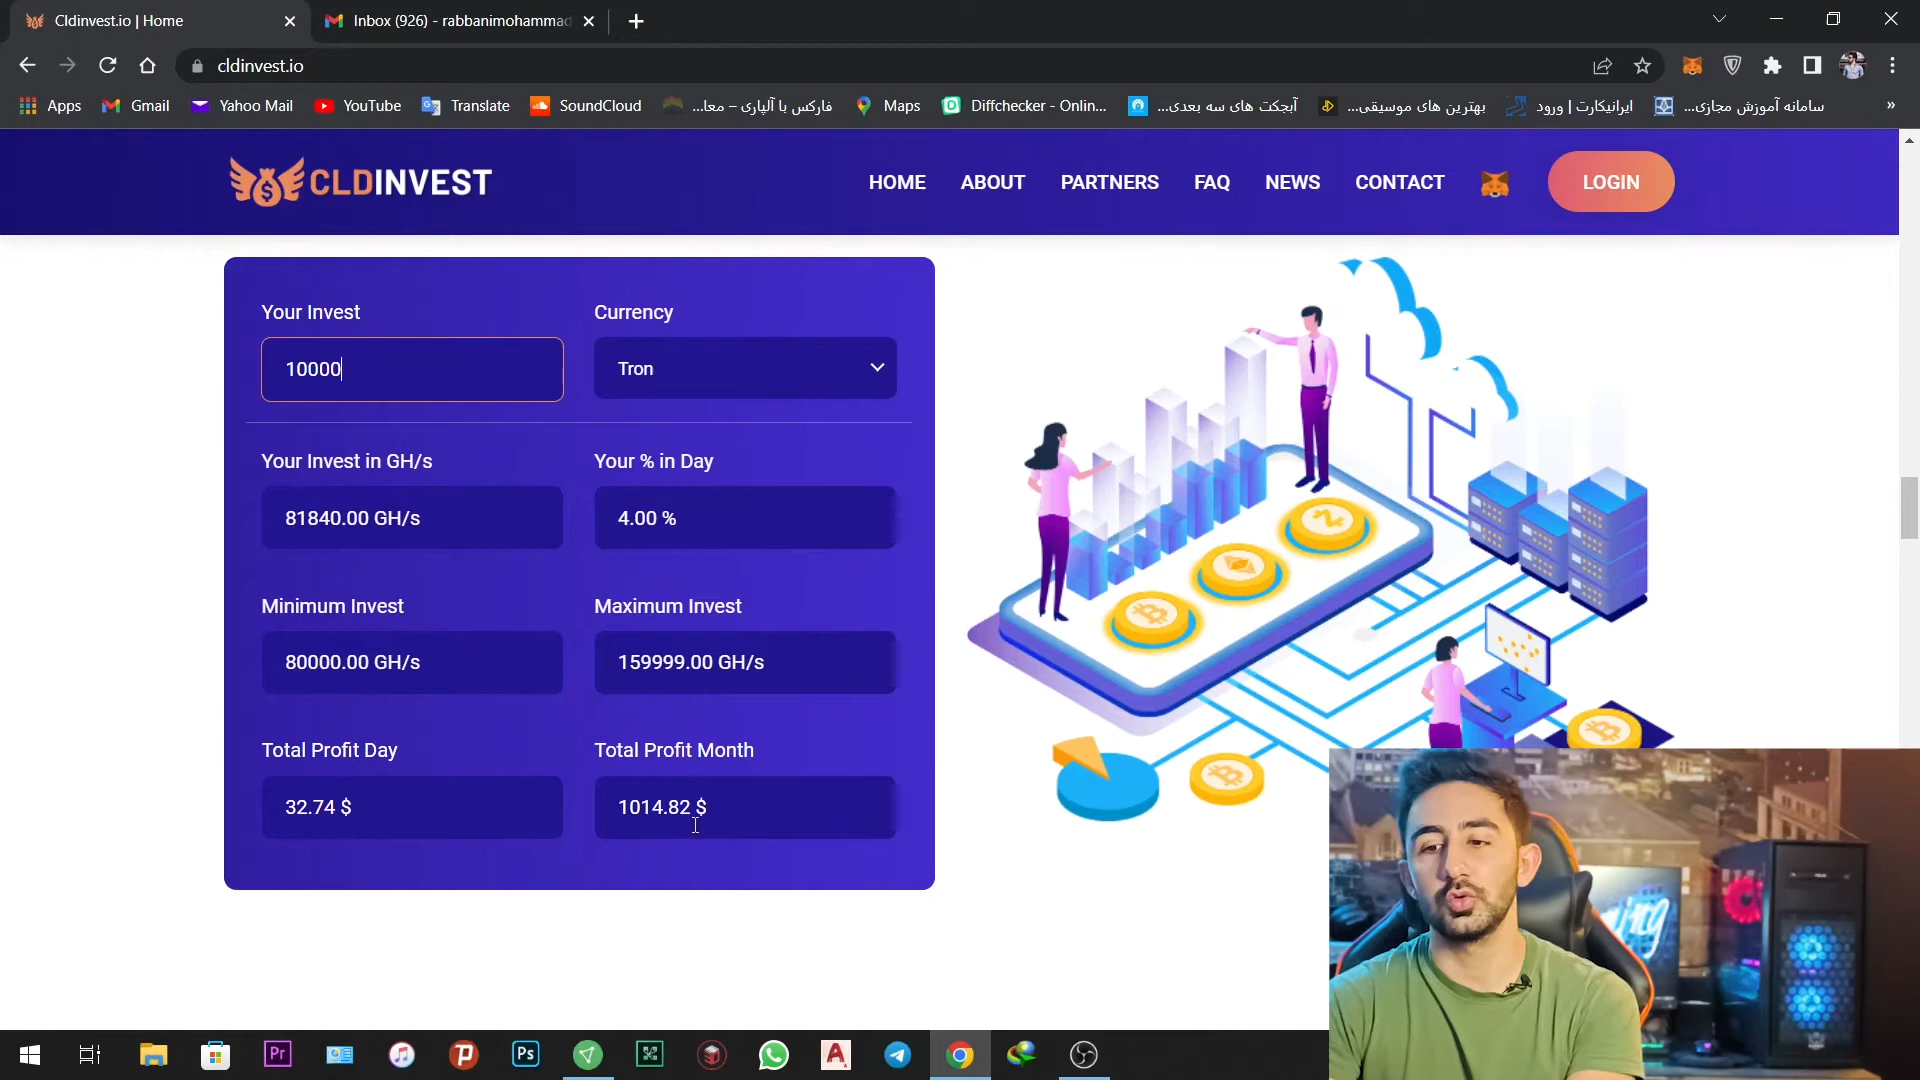 Cldinvest.io | Home
Inbox (926) - rabbanimohammad
cldinvest.io
Apps
Gmail
Yahoo Mail
YouTube
Translate
SoundCloud
فارکس با آلپاری – معا...
Maps
Diffchecker - Onlin...
آبجکت های سه بعدی...
بهترین های موسیقی...
ایرانیکارت | ورود
سامانه آموزش مجازی...
CLDINVEST
HOME
ABOUT
PARTNERS
FAQ
NEWS
CONTACT
LOGIN
Your Invest
Currency
10000
Tron
Your Invest in GH/s
Your % in Day
81840.00 GH/s
4.00 %
Minimum Invest
Maximum Invest
80000.00 GH/s
159999.00 GH/s
Total Profit Day
Total Profit Month
32.74 $
1014.82 $
Pr
Ps